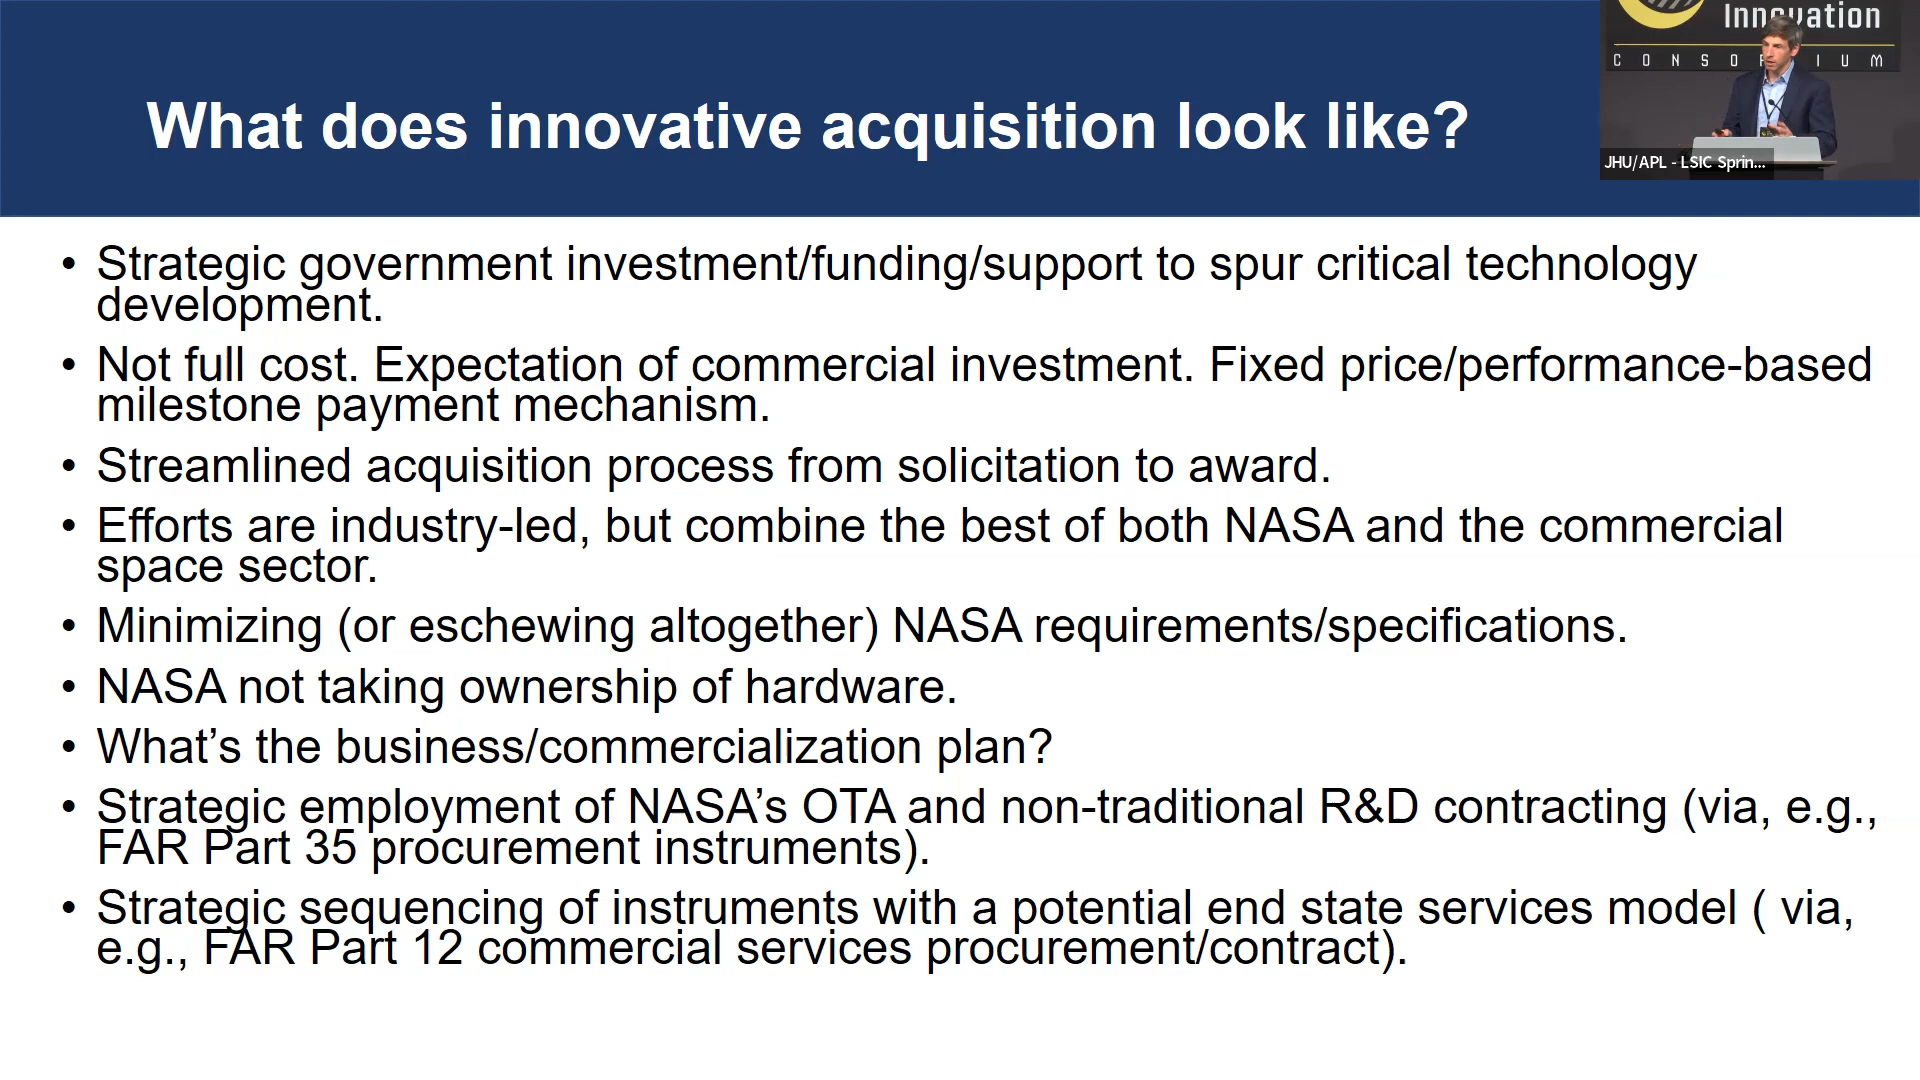 Innovation
CONSORTIUM
JHU/APL - LSIC Sprin...
What does innovative acquisition look like?
• Strategic government investment/funding/support to spur critical technology
development.
• Not full cost. Expectation of commercial investment. Fixed price/performance-based
milestone payment mechanism.
• Streamlined acquisition process from solicitation to award.
• Efforts are industry-led, but combine the best of both NASA and the commercial
space sector.
• Minimizing (or eschewing altogether) NASA requirements/specifications.
• NASA not taking ownership of hardware.
• What’s the business/commercialization plan?
• Strategic employment of NASA’s OTA and non-traditional R&D contracting (via, e.g.,
FAR Part 35 procurement instruments).
• Strategic sequencing of instruments with a potential end state services model ( via,
e.g., FAR Part 12 commercial services procurement/contract).